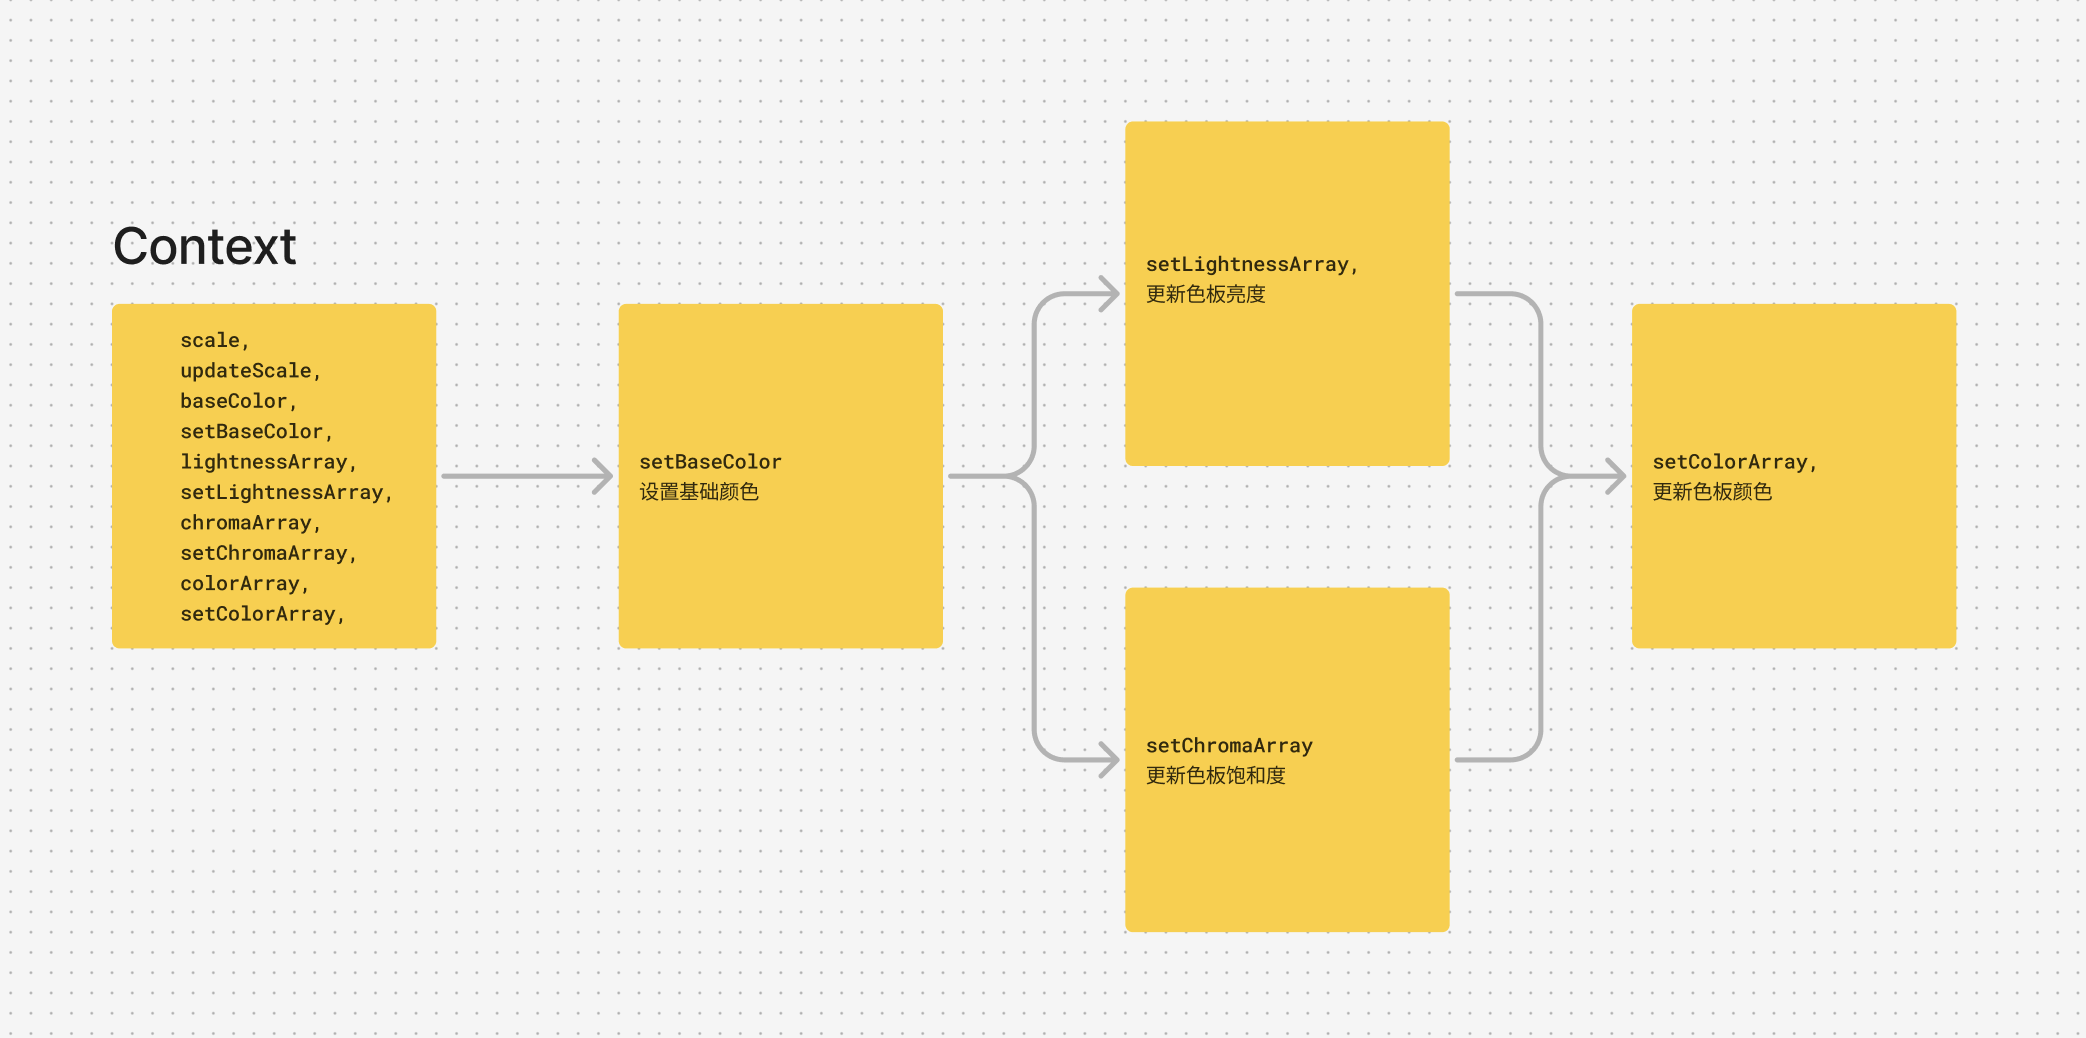 Context
scale,
updateScale,
baseColor,
setBaseColor,
lightnessArray,
setLightnessArray,
chromaArray,
setChromaArray,
colorArray,
setColorArray,
setBaseColor
设置基础颜色
setLightnessArray,
更新色板亮度
setChromaArray
更新色板饱和度
setColorArray,
更新色板颜色